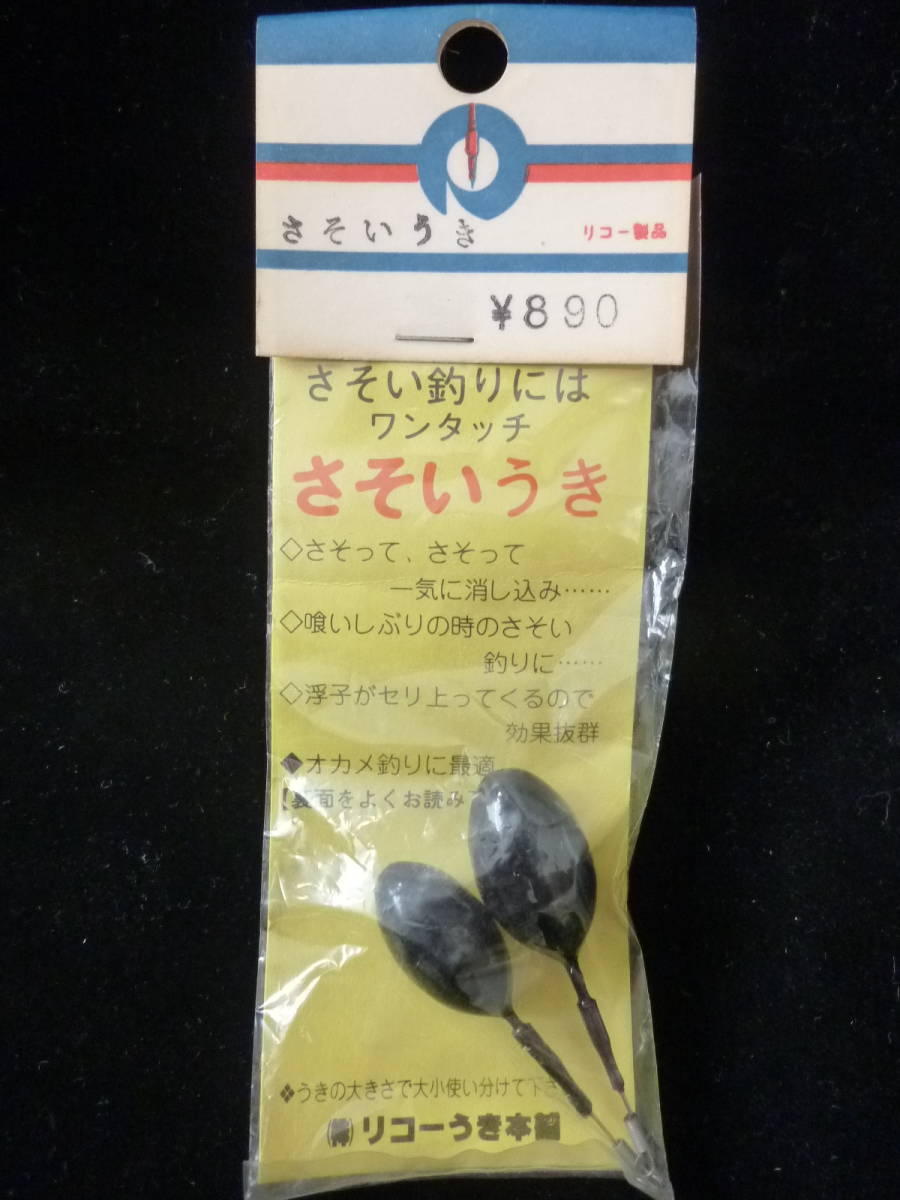 さそいうき
リコー製品
¥890
さそい釣りには
ワンタッチ
さそいうき
◇さそって、さそって
一気に消し込み……
◇喰いしぶりの時のさそい
釣りに……
◇浮子がセリ上ってくるので
効果抜群
◆オカメ釣りに最適
【裏面をよくお読み下
❖うきの大きさで大小使い分けて下さ
リコーうき本舗